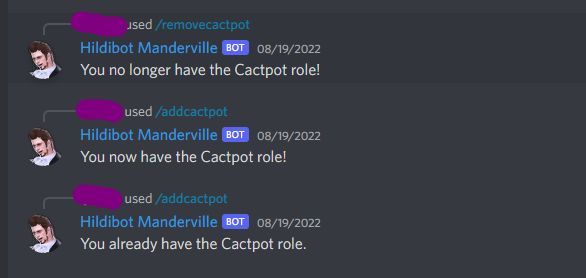 used /removecactpot
Hildibot Manderville BOT 08/19/2022
You no longer have the Cactpot role!
used /addcactpot
Hildibot Manderville BOT 08/19/2022
You now have the Cactpot role!
used /addcactpot
Hildibot Manderville BOT 08/19/2022
You already have the Cactpot role.